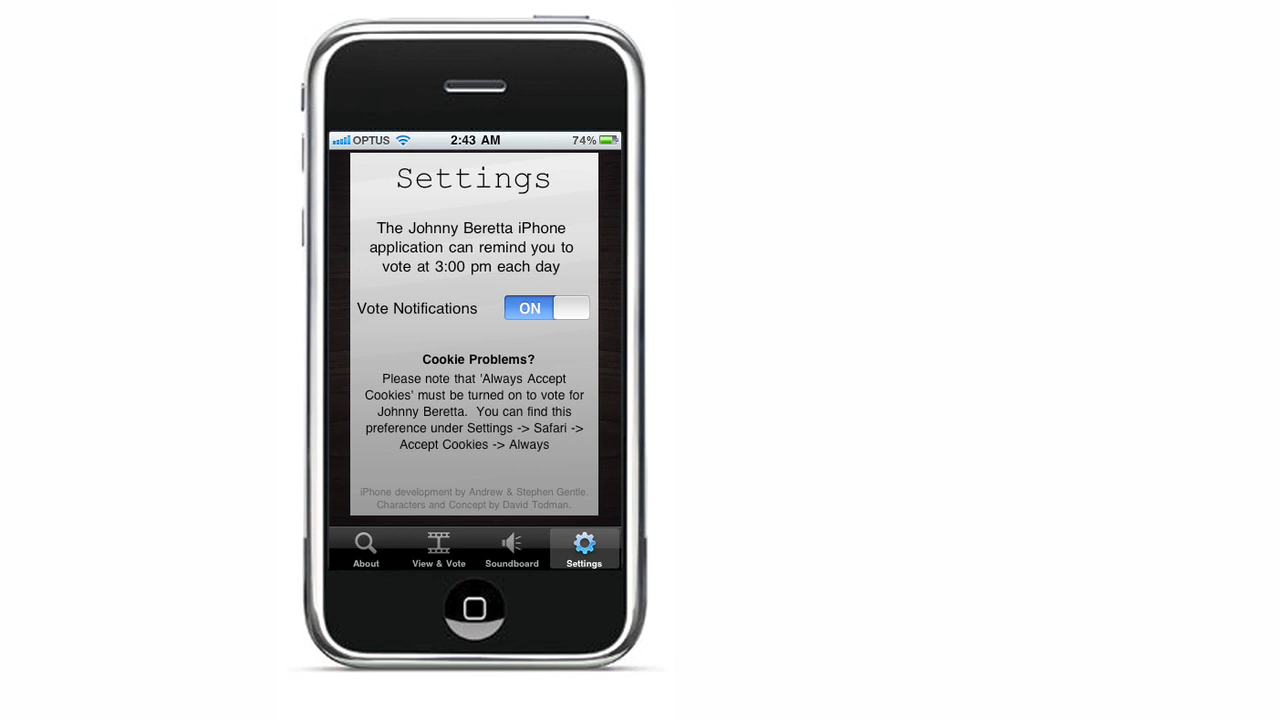 OPTUS 2:43 AM 74%
Settings
The Johnny Beretta iPhone
application can remind you to
vote at 3:00 pm each day
Vote Notifications ON
Cookie Problems?
Please note that 'Always Accept
Cookies' must be turned on to vote for
Johnny Beretta.  You can find this
preference under Settings -> Safari ->
Accept Cookies -> Always
iPhone development by Andrew & Stephen Gentle.
Characters and Concept by David Todman.
About View & Vote Soundboard Settings